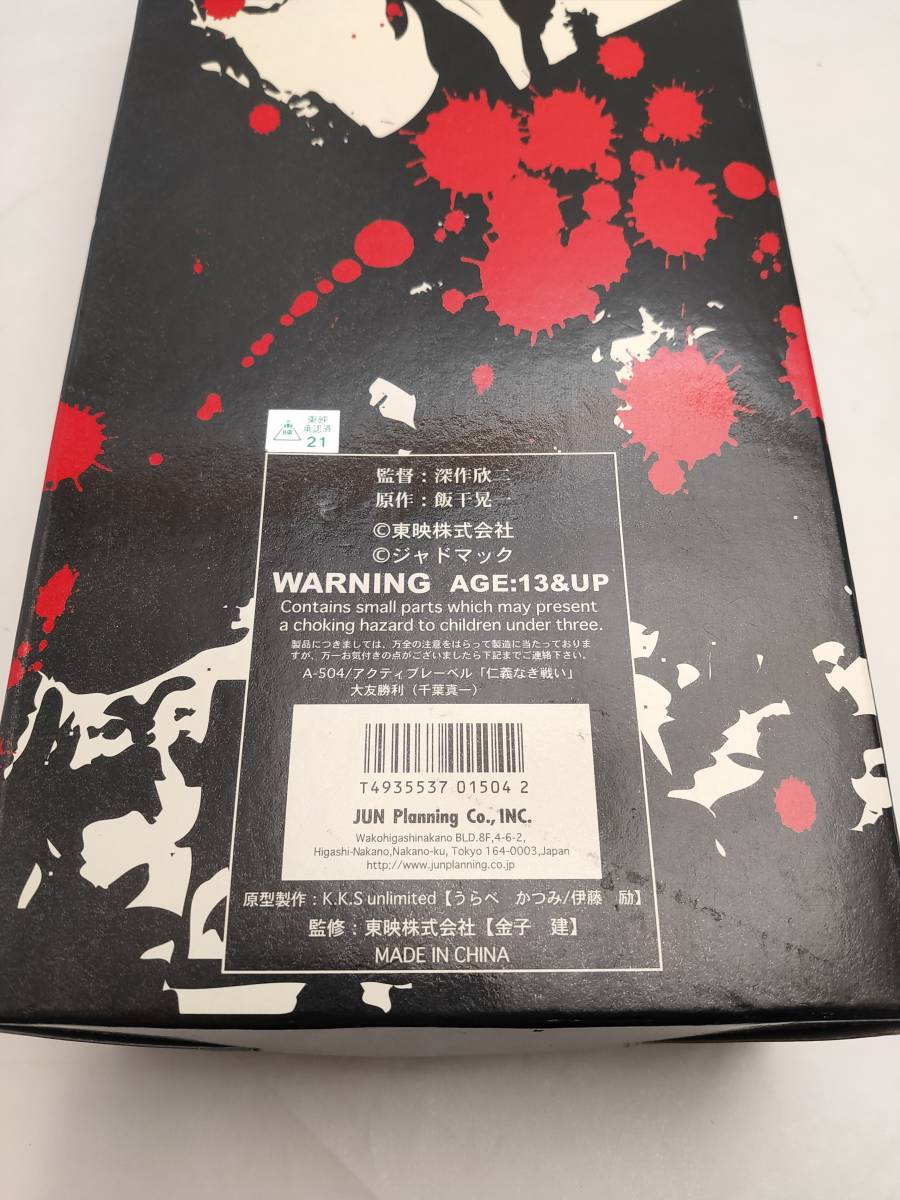 東映
承認済
21
監督：深作欣二
原作：飯干晃一
©東映株式会社
©ジャドマック
WARNING AGE:13&UP
Contains small parts which may present
a choking hazard to children under three.
製品につきましては、万全の注意をはらって製造に当たっておりま
すが、万一お気付きの点がございましたら下記までご連絡下さい。
A-504/アクティブレーベル「仁義なき戦い」
大友勝利（千葉真一）
T4935537 01504 2
JUN Planning Co.,INC.
Wakohigashinakano BLD.8F,4-6-2,
Higashi-Nakano,Nakano-ku, Tokyo 164-0003,Japan
http://www.junplanning.co.jp
原型製作：K.K.S unlimited【うらべ　かつみ/伊藤　励】
監修：東映株式会社【金子　建】
MADE IN CHINA